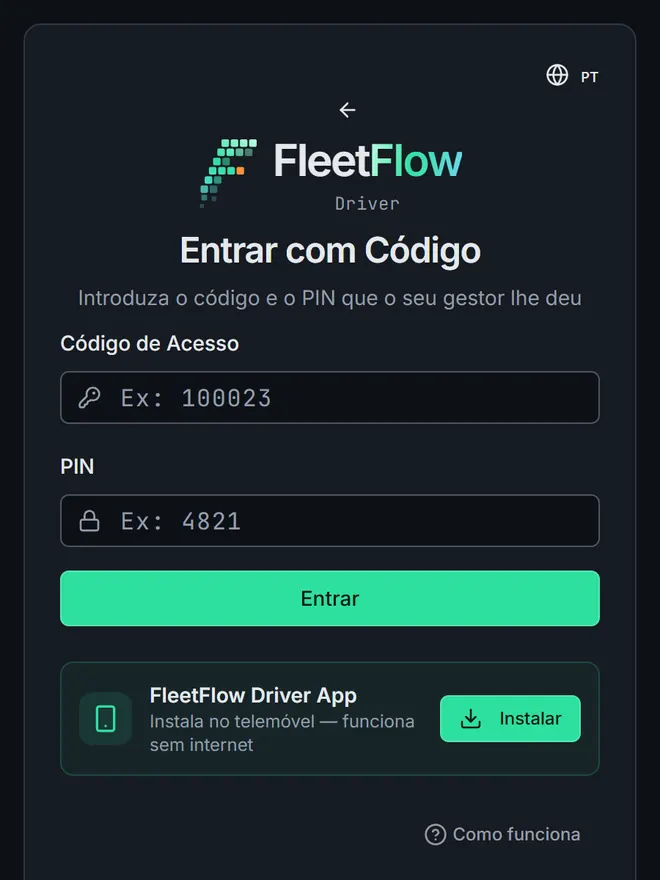 PT
FleetFlow
Driver
Entrar com Código
Introduza o código e o PIN que o seu gestor lhe deu
Código de Acesso
Ex: 100023
PIN
Ex: 4821
Entrar
FleetFlow Driver App
Instala no telemóvel — funciona
sem internet
Instalar
Como funciona